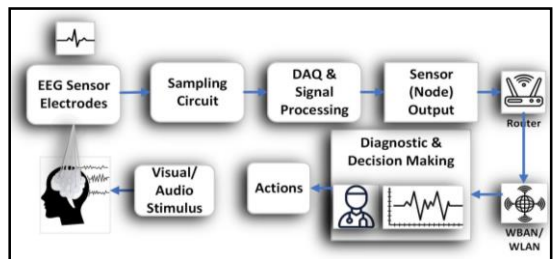 EEG Sensor
Electrodes
Sampling
Circuit
DAQ &
Signal
Processing
Sensor
(Node)
Output
Router
Diagnostic &
Decision Making
Actions
Visual/
Audio
Stimulus
WBAN/
WLAN